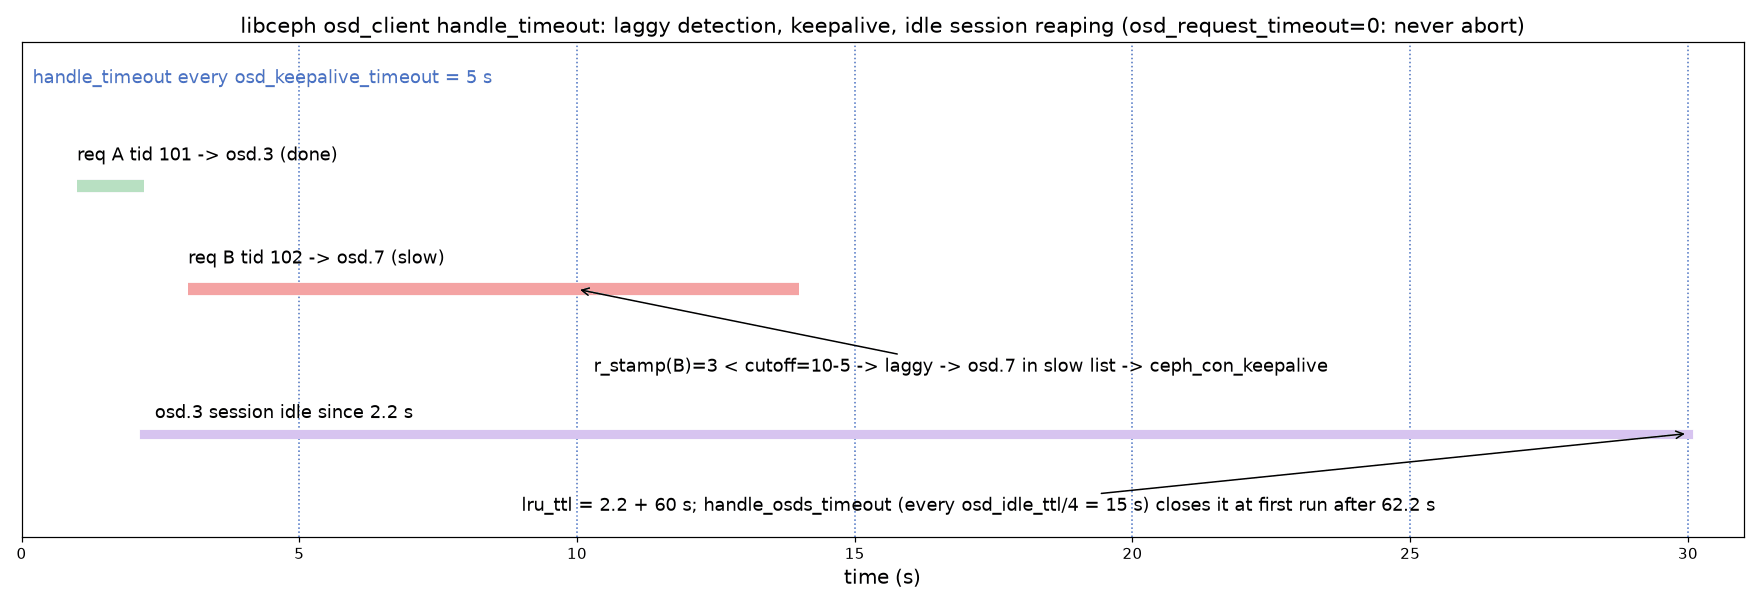 libceph osd_client handle_timeout: laggy detection, keepalive, idle session reaping (osd_request_timeout=0: never abort)
handle_timeout every osd_keepalive_timeout = 5 s
req A tid 101 -> osd.3 (done)
req B tid 102 -> osd.7 (slow)
r_stamp(B)=3 < cutoff=10-5 -> laggy -> osd.7 in slow list -> ceph_con_keepalive
osd.3 session idle since 2.2 s
lru_ttl = 2.2 + 60 s; handle_osds_timeout (every osd_idle_ttl/4 = 15 s) closes it at first run after 62.2 s
0 5 10 15 20 25 30
time (s)